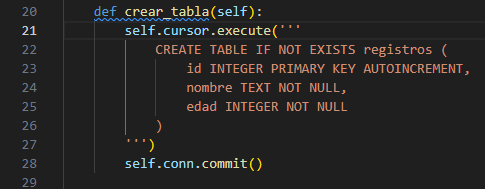 20 def crear_tabla(self):
21 self.cursor.execute('''
22 CREATE TABLE IF NOT EXISTS registros (
23 id INTEGER PRIMARY KEY AUTOINCREMENT,
24 nombre TEXT NOT NULL,
25 edad INTEGER NOT NULL
26 )
27 ''')
28 self.conn.commit()
29